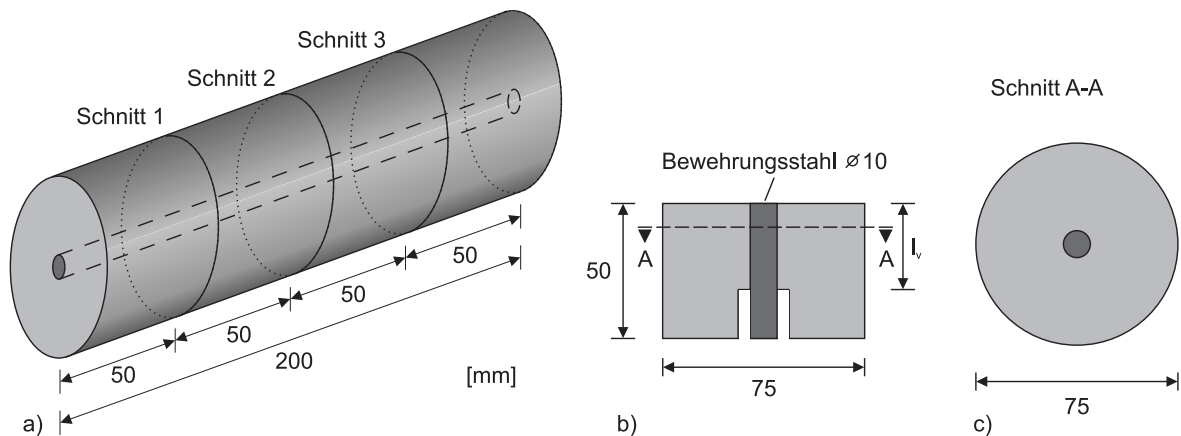 Schnitt 3
Schnitt 2
Schnitt 1
50
50
50
50
200
[mm]
a)
Bewehrungsstahl ⌀10
50
A
A
lv
75
b)
Schnitt A-A
75
c)